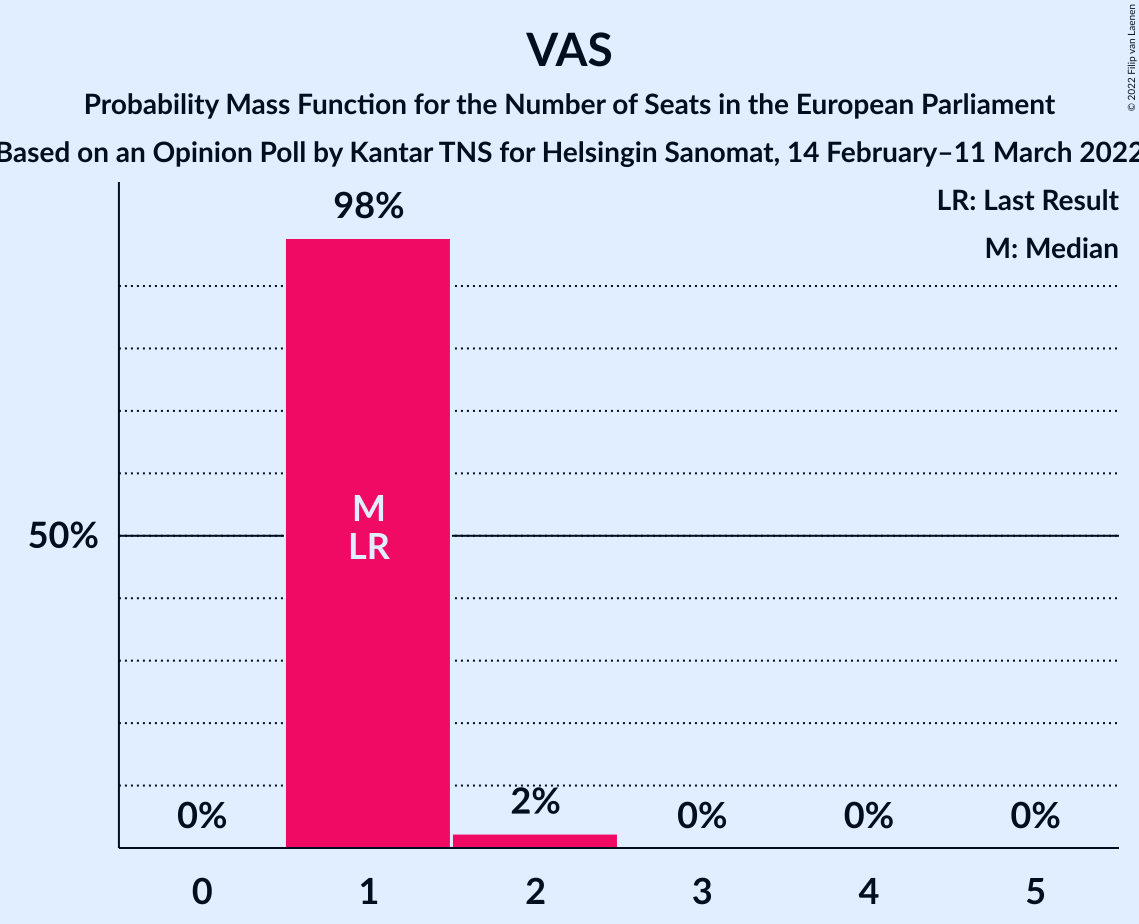 VAS
Probability Mass Function for the Number of Seats in the European Parliament
Based on an Opinion Poll by Kantar TNS for Helsingin Sanomat, 14 February–11 March 2022
© 2022 Filip van Laenen
LR: Last Result
M: Median
98%
50%
M
LR
0%
2%
0%
0%
0%
0
1
2
3
4
5